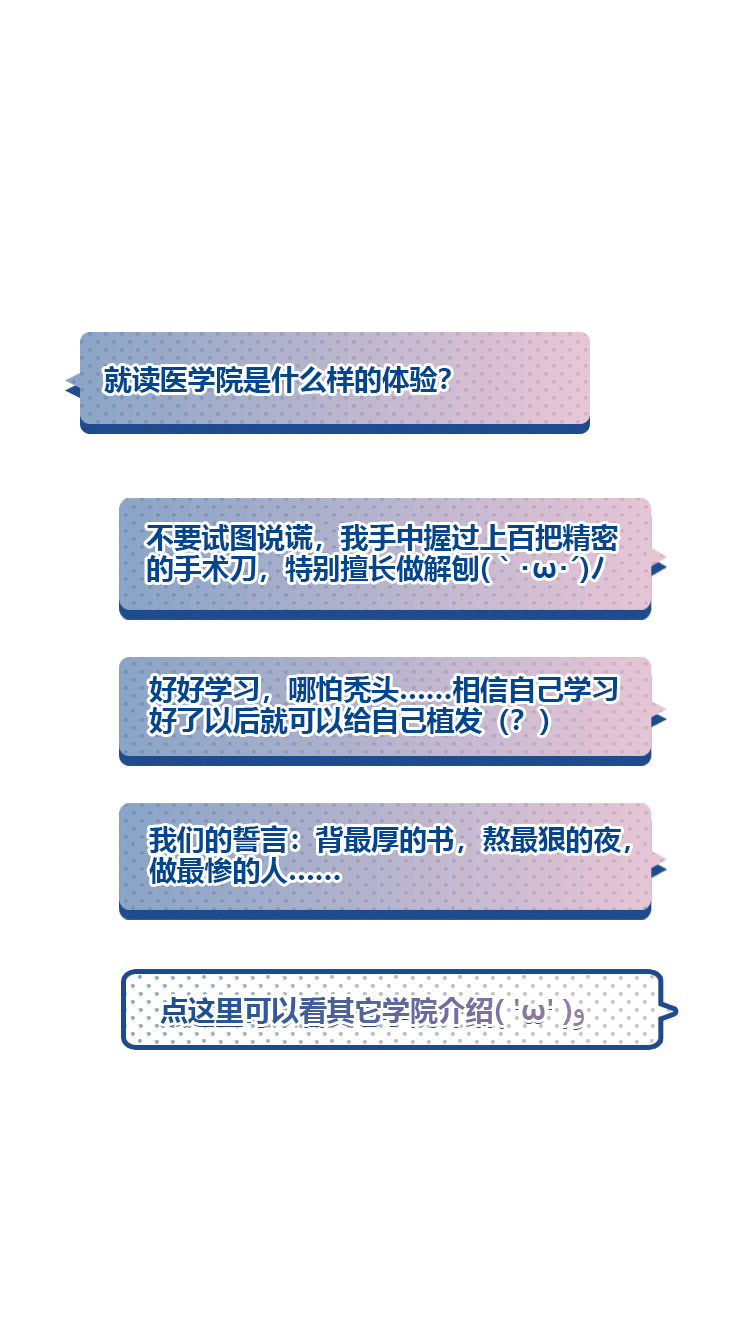 就读医学院是什么样的体验？
不要试图说谎，我手中握过上百把精密
的手术刀，特别擅长做解刨(｀･ω･´)ﾉ
好好学习，哪怕秃头……相信自己学习
好了以后就可以给自己植发（？）
我们的誓言：背最厚的书，熬最狠的夜，
做最惨的人……
点这里可以看其它学院介绍( 'ω' )و